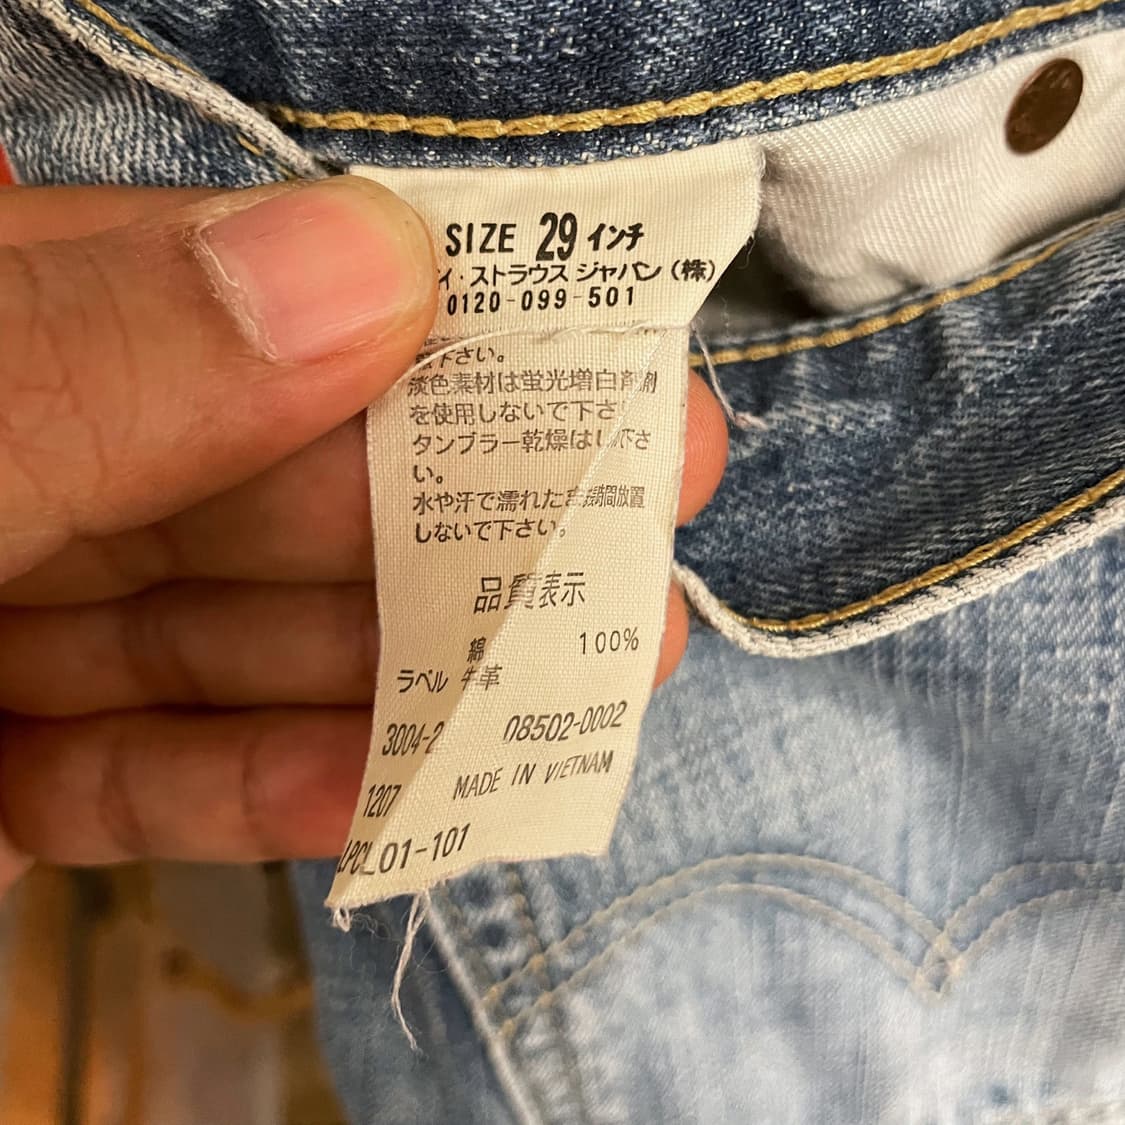 SIZE 29 インチ
イ・ストラウス ジャパン(株)
0120-099-501
下さい。
淡色素材は蛍光増白剤
を使用しないで下さ
タンブラー乾燥はし 下さ
い。
水や汗で濡れた 時間放置
しないで下さい。
品質表示
綿 100%
ラベル 牛革
3004-2 08502-0002
1207 MADE IN VIETNAM
01-101